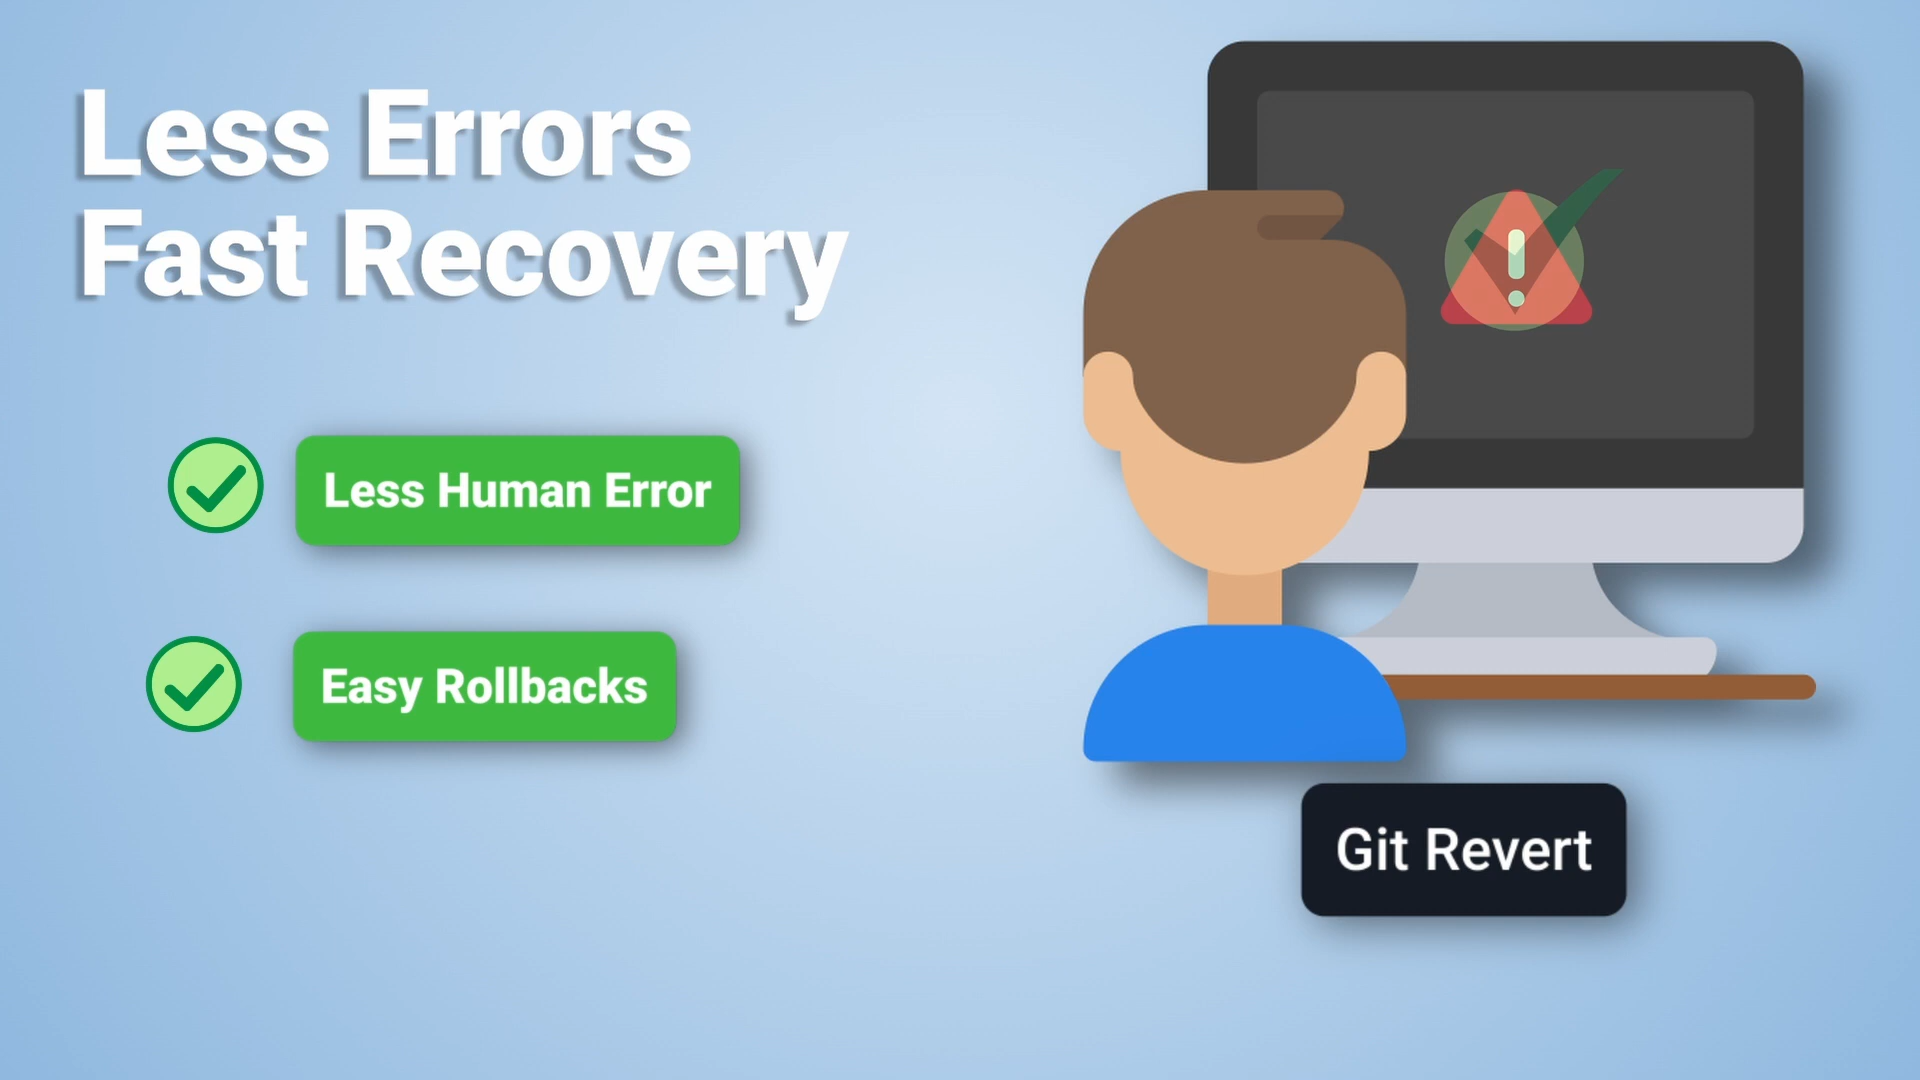 Less Errors
Fast Recovery
Less Human Error
Easy Rollbacks
Git Revert